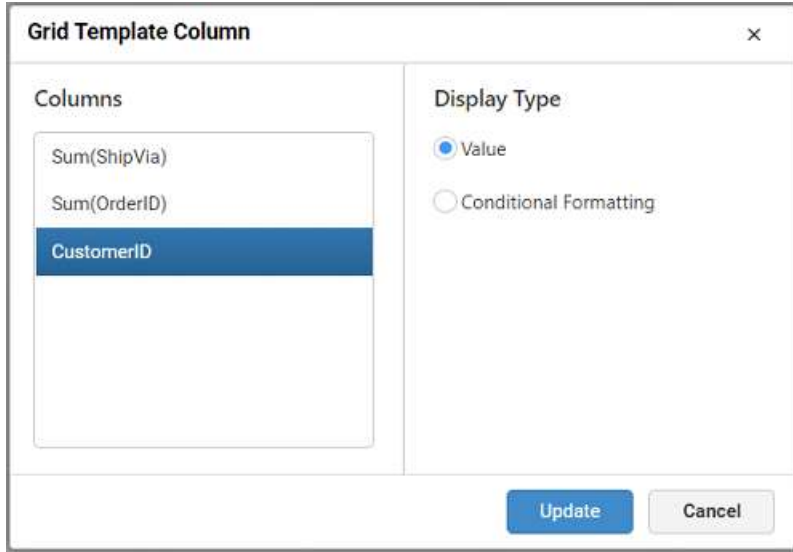 Grid Template Column
×
Columns
Sum(ShipVia)
Sum(OrderID)
CustomerID
Display Type
Value
Conditional Formatting
Update
Cancel